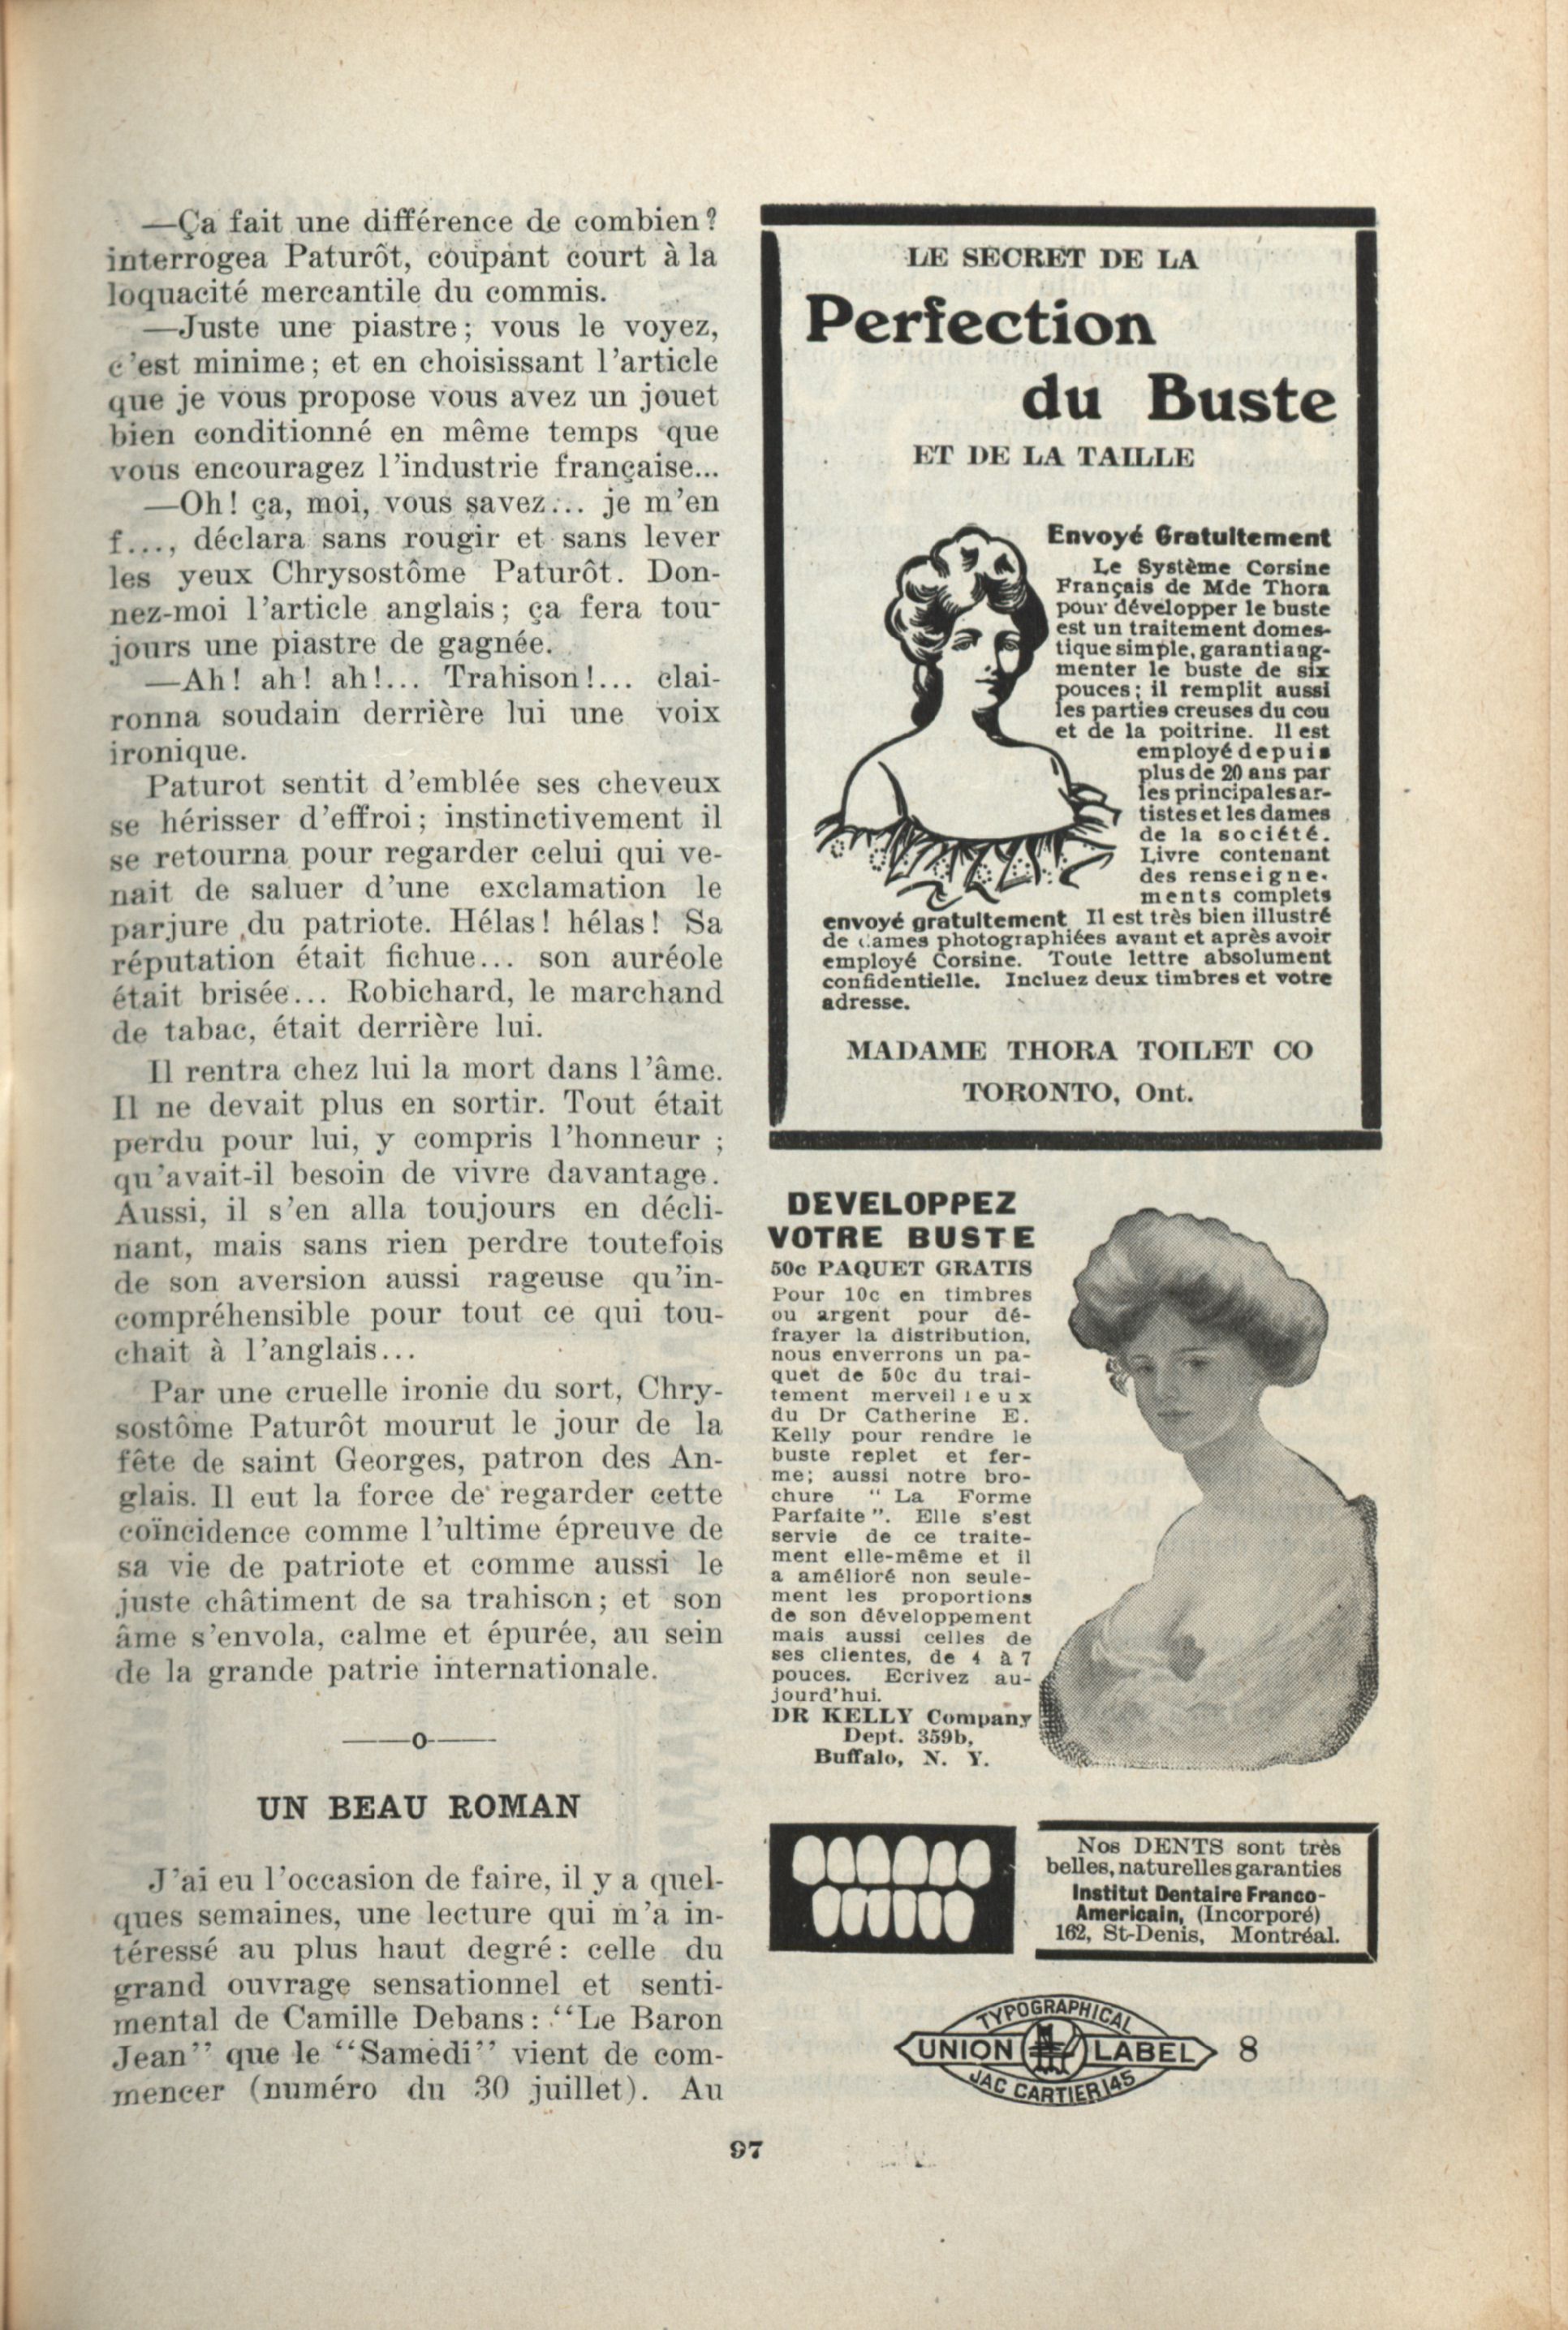 —Ça fait une différence de combien?
interrogea Paturôt, coupant court à la
loquacité mercantile du commis.
—Juste une piastre; vous le voyez,
c'est minime; et en choisissant l'article
que je vous propose vous avez un jouet
bien conditionné en même temps que
vous encouragez l'industrie française...
—Oh! ça, moi, vous savez... je m'en
f..., déclara sans rougir et sans lever
les yeux Chrysostôme Paturôt. Don-
nez-moi l'article anglais; ça fera tou-
jours une piastre de gagnée.
—Ah! ah! ah!... Trahison!... clai-
ronna soudain derrière lui une voix
ironique.
Paturot sentit d'emblée ses cheveux
se hérisser d'effroi; instinctivement il
se retourna pour regarder celui qui ve-
nait de saluer d'une exclamation le
parjure du patriote. Hélas! hélas! Sa
réputation était fichue... son auréole
était brisée... Robichard, le marchand
de tabac, était derrière lui.
Il rentra chez lui la mort dans l'âme.
Il ne devait plus en sortir. Tout était
perdu pour lui, y compris l'honneur ;
qu'avait-il besoin de vivre davantage.
Aussi, il s'en alla toujours en décli-
nant, mais sans rien perdre toutefois
de son aversion aussi rageuse qu'in-
compréhensible pour tout ce qui tou-
chait à l'anglais...
Par une cruelle ironie du sort, Chry-
sostôme Paturôt mourut le jour de la
fête de saint Georges, patron des An-
glais. Il eut la force de regarder cette
coïncidence comme l'ultime épreuve de
sa vie de patriote et comme aussi le
juste châtiment de sa trahison; et son
âme s'envola, calme et épurée, au sein
de la grande patrie internationale.
——o——
UN BEAU ROMAN
J'ai eu l'occasion de faire, il y a quel-
ques semaines, une lecture qui m'a in-
téressé au plus haut degré: celle du
grand ouvrage sensationnel et senti-
mental de Camille Debans: "Le Baron
Jean" que le "Samedi" vient de com-
mencer (numéro du 30 juillet). Au
LE SECRET DE LA
Perfection
du Buste
ET DE LA TAILLE
Envoyé Gratuitement
Le Système Corsine
Français de Mde Thora
pour développer le buste
est un traitement domes-
tique simple, garanti aug-
menter le buste de six
pouces; il remplit aussi
les parties creuses du cou
et de la poitrine. Il est
employé depuis
plus de 20 ans par
les principales ar-
tistes et les dames
de la société.
Livre contenant
des renseigne-
ments complets
envoyé gratuitement Il est très bien illustré
de dames photographiées avant et après avoir
employé Corsine. Toute lettre absolument
confidentielle. Incluez deux timbres et votre
adresse.
MADAME THORA TOILET CO
TORONTO, Ont.
DEVELOPPEZ
VOTRE BUSTE
50c PAQUET GRATIS
Pour 10c en timbres
ou argent pour dé-
frayer la distribution,
nous enverrons un pa-
quet de 50c du trai-
tement merveilleux
du Dr Catherine E.
Kelly pour rendre le
buste replet et fer-
me; aussi notre bro-
chure "La Forme
Parfaite". Elle s'est
servie de ce traite-
ment elle-même et il
a amélioré non seule-
ment les proportions
de son développement
mais aussi celles de
ses clientes, de 4 à 7
pouces. Ecrivez au-
jourd'hui.
DR KELLY Company
Dept. 359b,
Buffalo, N. Y.
Nos DENTS sont très
belles, naturelles garanties
Institut Dentaire Franco-
Americain, (Incorporé)
162, St-Denis, Montréal.
TYPOGRAPHICAL
UNION LABEL 8
JAC CARTIER 145
97